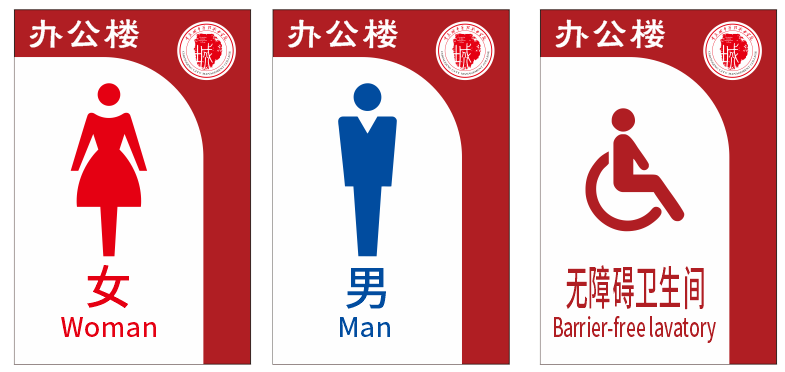 办公楼
女
Woman
办公楼
男
Man
办公楼
无障碍卫生间
Barrier-free lavatory